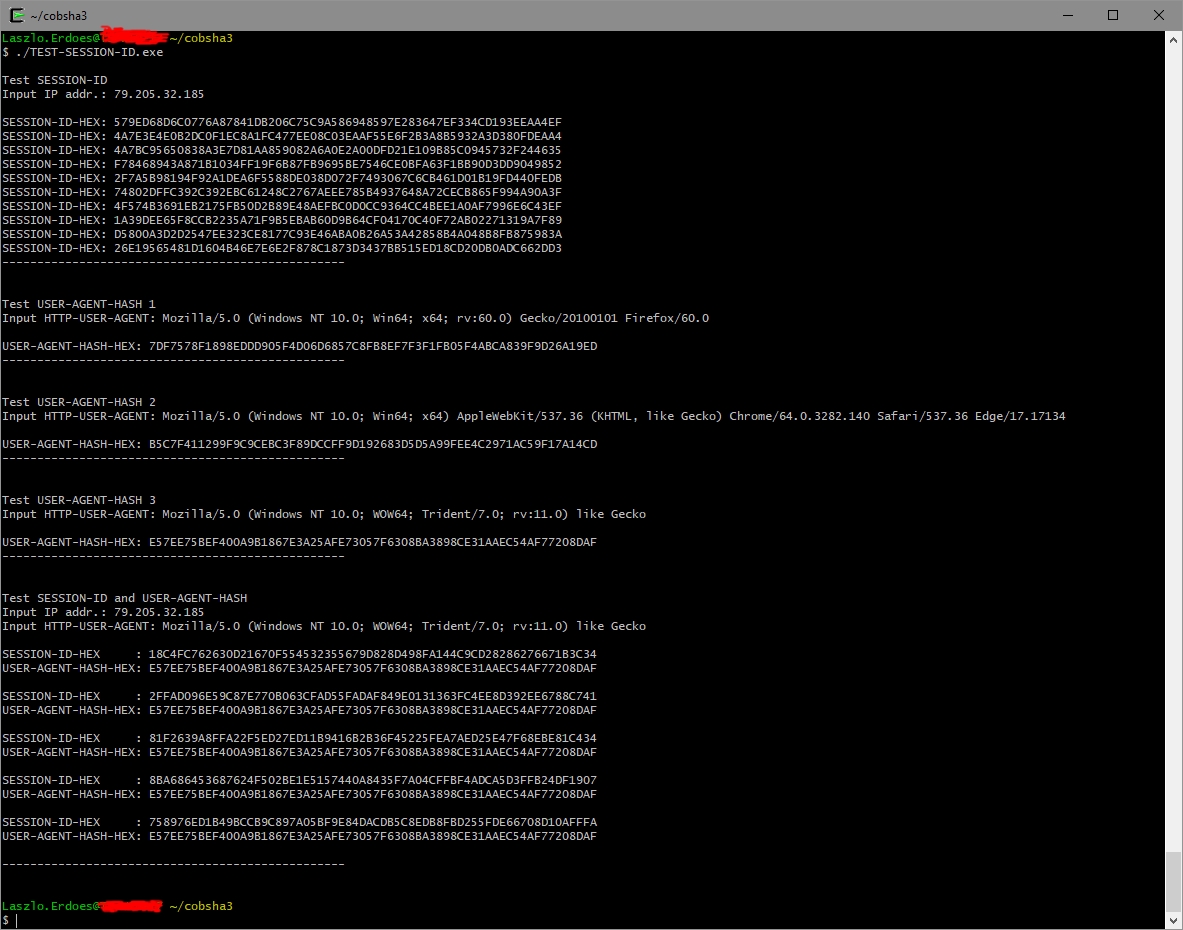 ~/cobsha3
Laszlo.Erdoes@ ~/cobsha3
$ ./TEST-SESSION-ID.exe
Test SESSION-ID
Input IP addr.: 79.205.32.185
SESSION-ID-HEX: 579ED68D6C0776A87841DB206C75C9A586948597E283647EF334CD193EEAA4EF
SESSION-ID-HEX: 4A7E3E4E0B2DC0F1EC8A1FC477EE08C03EAAF55E6F2B3A8B5932A3D380FDEAA4
SESSION-ID-HEX: 4A7BC95650838A3E7D81AA859082A6A0E2A00DFD21E109B85C0945732F244635
SESSION-ID-HEX: F78468943A871B1034FF19F6B87FB9695BE7546CE0BFA63F1BB90D3DD9049852
SESSION-ID-HEX: 2F7A5B98194F92A1DEA6F5588DE038D072F7493067C6CB461D01B19FD440FEDB
SESSION-ID-HEX: 74802DFFC392C392EBC61248C2767AEEE785B4937648A72CECB865F994A90A3F
SESSION-ID-HEX: 4F574B3691EB2175FB50D2B89E48AEFBC0D0CC9364CC4BEE1A0AF7996E6C43EF
SESSION-ID-HEX: 1A39DEE65F8CCB2235A71F9B5EBAB60D9B64CF04170C40F72AB02271319A7F89
SESSION-ID-HEX: D5800A3D2D2547EE323CE8177C93E46ABA0B26A53A42858B4A048B8FB875983A
SESSION-ID-HEX: 26E19565481D1604B46E7E6E2F878C1873D3437BB515ED18CD20DB0ADC662DD3
-------------------------------------------------
Test USER-AGENT-HASH 1
Input HTTP-USER-AGENT: Mozilla/5.0 (Windows NT 10.0; Win64; x64; rv:60.0) Gecko/20100101 Firefox/60.0
USER-AGENT-HASH-HEX: 7DF7578F1898EDDD905F4D06D6857C8FB8EF7F3F1FB05F4ABCA839F9D26A19ED
-------------------------------------------------
Test USER-AGENT-HASH 2
Input HTTP-USER-AGENT: Mozilla/5.0 (Windows NT 10.0; Win64; x64) AppleWebKit/537.36 (KHTML, like Gecko) Chrome/64.0.3282.140 Safari/537.36 Edge/17.17134
USER-AGENT-HASH-HEX: B5C7F411299F9C9CEBC3F89DCCFF9D192683D5D5A99FEE4C2971AC59F17A14CD
-------------------------------------------------
Test USER-AGENT-HASH 3
Input HTTP-USER-AGENT: Mozilla/5.0 (Windows NT 10.0; WOW64; Trident/7.0; rv:11.0) like Gecko
USER-AGENT-HASH-HEX: E57EE75BEF400A9B1867E3A25AFE73057F6308BA3898CE31AAEC54AF77208DAF
-------------------------------------------------
Test SESSION-ID and USER-AGENT-HASH
Input IP addr.: 79.205.32.185
Input HTTP-USER-AGENT: Mozilla/5.0 (Windows NT 10.0; WOW64; Trident/7.0; rv:11.0) like Gecko
SESSION-ID-HEX     : 18C4FC762630D21670F554532355679D828D498FA144C9CD28286276671B3C34
USER-AGENT-HASH-HEX: E57EE75BEF400A9B1867E3A25AFE73057F6308BA3898CE31AAEC54AF77208DAF
SESSION-ID-HEX     : 2FFAD096E59C87E770B063CFAD55FADAF849E0131363FC4EE8D392EE6788C741
USER-AGENT-HASH-HEX: E57EE75BEF400A9B1867E3A25AFE73057F6308BA3898CE31AAEC54AF77208DAF
SESSION-ID-HEX     : 81F2639A8FFA22F5ED27ED11B9416B2B36F45225FEA7AED25E47F68EBE81C434
USER-AGENT-HASH-HEX: E57EE75BEF400A9B1867E3A25AFE73057F6308BA3898CE31AAEC54AF77208DAF
SESSION-ID-HEX     : 8BA686453687624F502BE1E5157440A8435F7A04CFFBF4ADCA5D3FFB24DF1907
USER-AGENT-HASH-HEX: E57EE75BEF400A9B1867E3A25AFE73057F6308BA3898CE31AAEC54AF77208DAF
SESSION-ID-HEX     : 758976ED1B49BCCB9C897A05BF9E84DACDB5C8EDB8FBD255FDE66708D10AFFFA
USER-AGENT-HASH-HEX: E57EE75BEF400A9B1867E3A25AFE73057F6308BA3898CE31AAEC54AF77208DAF
-------------------------------------------------
Laszlo.Erdoes@ ~/cobsha3
$